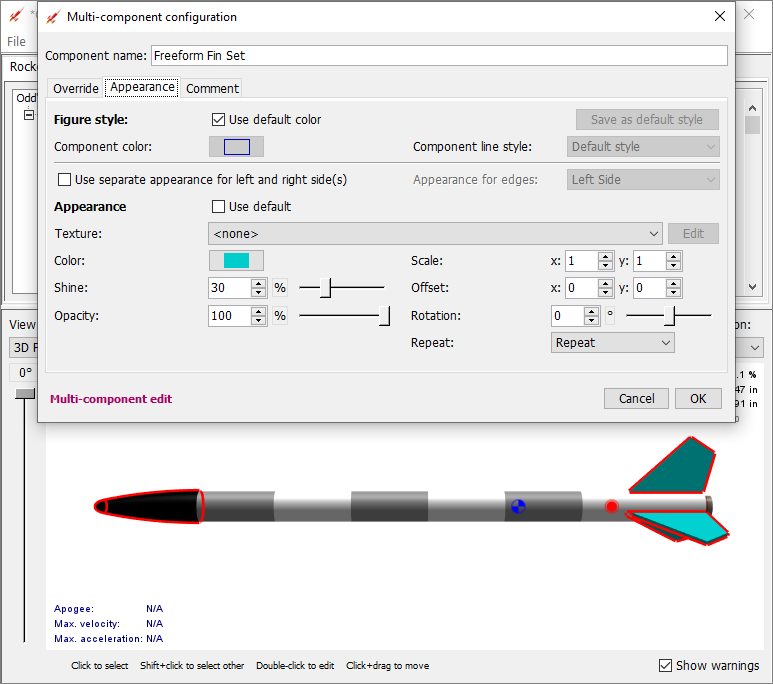 Multi-component configuration
File
Component name: Freeform Fin Set
Rocke
Override Appearance Comment
Figure style: Use default color Save as default style
Component color: Component line style: Default style
Use separate appearance for left and right side(s) Appearance for edges: Left Side
Appearance Use default
Texture: <none> Edit
Color: Scale: x: 1 y: 1
Shine: 30 % Offset: x: 0 y: 0
Opacity: 100 % Rotation: 0 °
Repeat: Repeat
View on:
3D F
0° .1 %
47 in
91 in
Multi-component edit Cancel OK
Apogee: N/A
Max. velocity: N/A
Max. acceleration: N/A
Click to select Shift+click to select other Double-click to edit Click+drag to move Show warnings